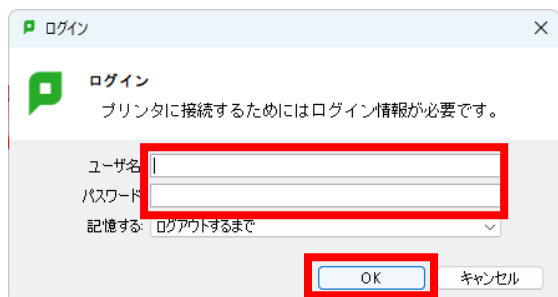 ログイン
ログイン
プリンタに接続するためにはログイン情報が必要です。
ユーザ名
パスワード
記憶する: ログアウトするまで
OK キャンセル